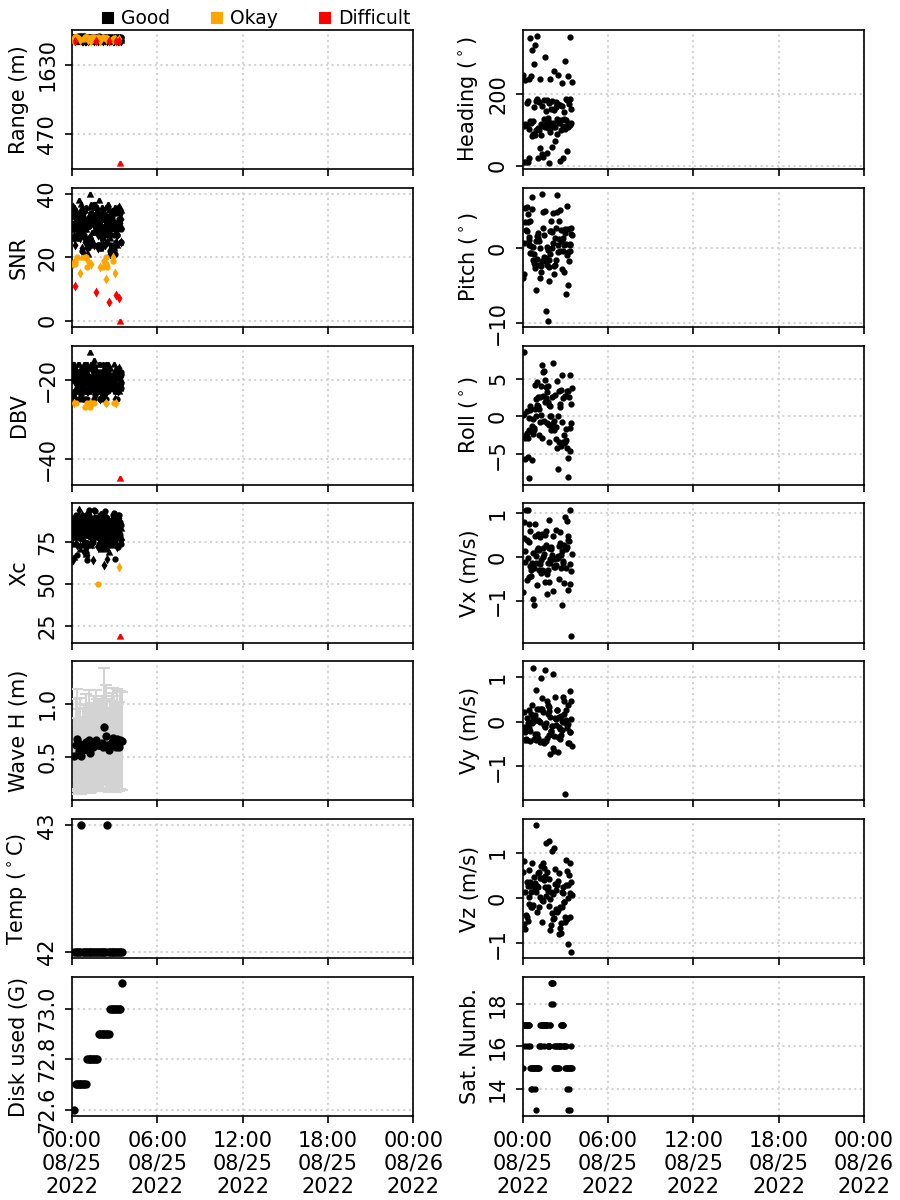 Good Okay Difficult
Range (m)
1630
470
Heading (°)
200
0
SNR
40
20
0
Pitch (°)
0
−10
DBV
−20
−40
Roll (°)
5
0
−5
Xc
75
50
25
Vx (m/s)
1
0
−1
Wave H (m)
1.0
0.5
Vy (m/s)
1
0
−1
Temp (°C)
43
42
Vz (m/s)
1
0
−1
Disk used (G)
73.0
72.8
72.6
Sat. Numb.
18
16
14
00:00 06:00 12:00 18:00 00:00
08/25 08/25 08/25 08/25 08/26
2022 2022 2022 2022 2022
00:00 06:00 12:00 18:00 00:00
08/25 08/25 08/25 08/25 08/26
2022 2022 2022 2022 2022